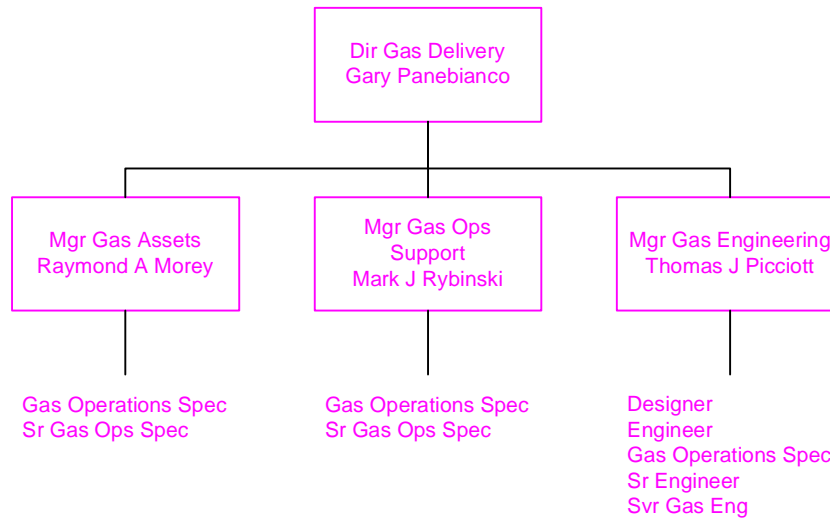 Dir Gas Delivery
Gary Panebianco
Mgr Gas Assets
Raymond A Morey
Mgr Gas Ops
Support
Mark J Rybinski
Mgr Gas Engineering
Thomas J Picciott
Gas Operations Spec
Sr Gas Ops Spec
Gas Operations Spec
Sr Gas Ops Spec
Designer
Engineer
Gas Operations Spec
Sr Engineer
Svr Gas Eng